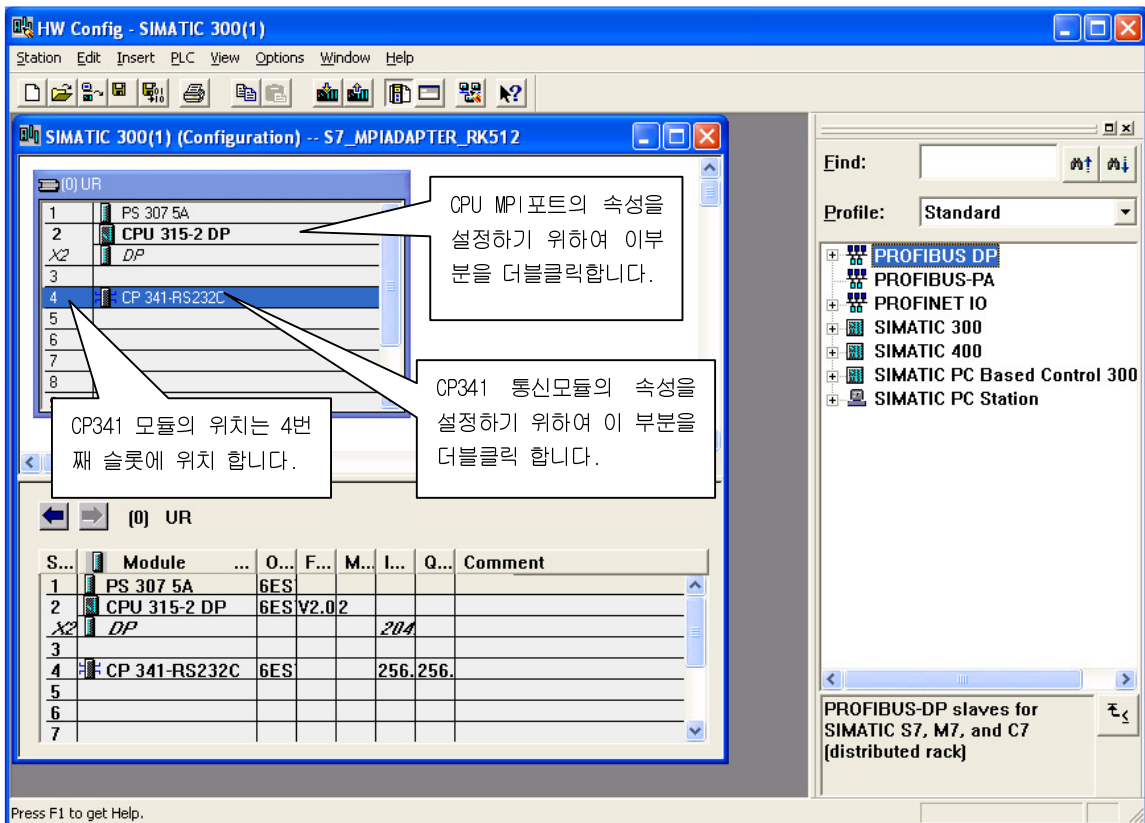 HW Config - SIMATIC 300(1)
Station Edit Insert PLC View Options Window Help
SIMATIC 300(1) (Configuration) -- S7_MPIADAPTER_RK512
(0) UR
1 PS 307 5A
2 CPU 315-2 DP
X2 DP
3
4 CP 341-RS232C
5
6
7
8
CPU MPI포트의 속성을
설정하기 위하여 이부
분을 더블클릭합니다.
CP341 통신모듈의 속성을
설정하기 위하여 이 부분을
더블클릭 합니다.
CP341 모듈의 위치는 4번
째 슬롯에 위치 합니다.
(0) UR
S... Module ... O... F... M... I... Q... Comment
1 PS 307 5A 6ES
2 CPU 315-2 DP 6ES V2.0 2
X2 DP 204
3
4 CP 341-RS232C 6ES 256. 256.
5
6
7
Find:
Profile: Standard
PROFIBUS DP
PROFIBUS-PA
PROFINET IO
SIMATIC 300
SIMATIC 400
SIMATIC PC Based Control 300
SIMATIC PC Station
PROFIBUS-DP slaves for
SIMATIC S7, M7, and C7
(distributed rack)
Press F1 to get Help.